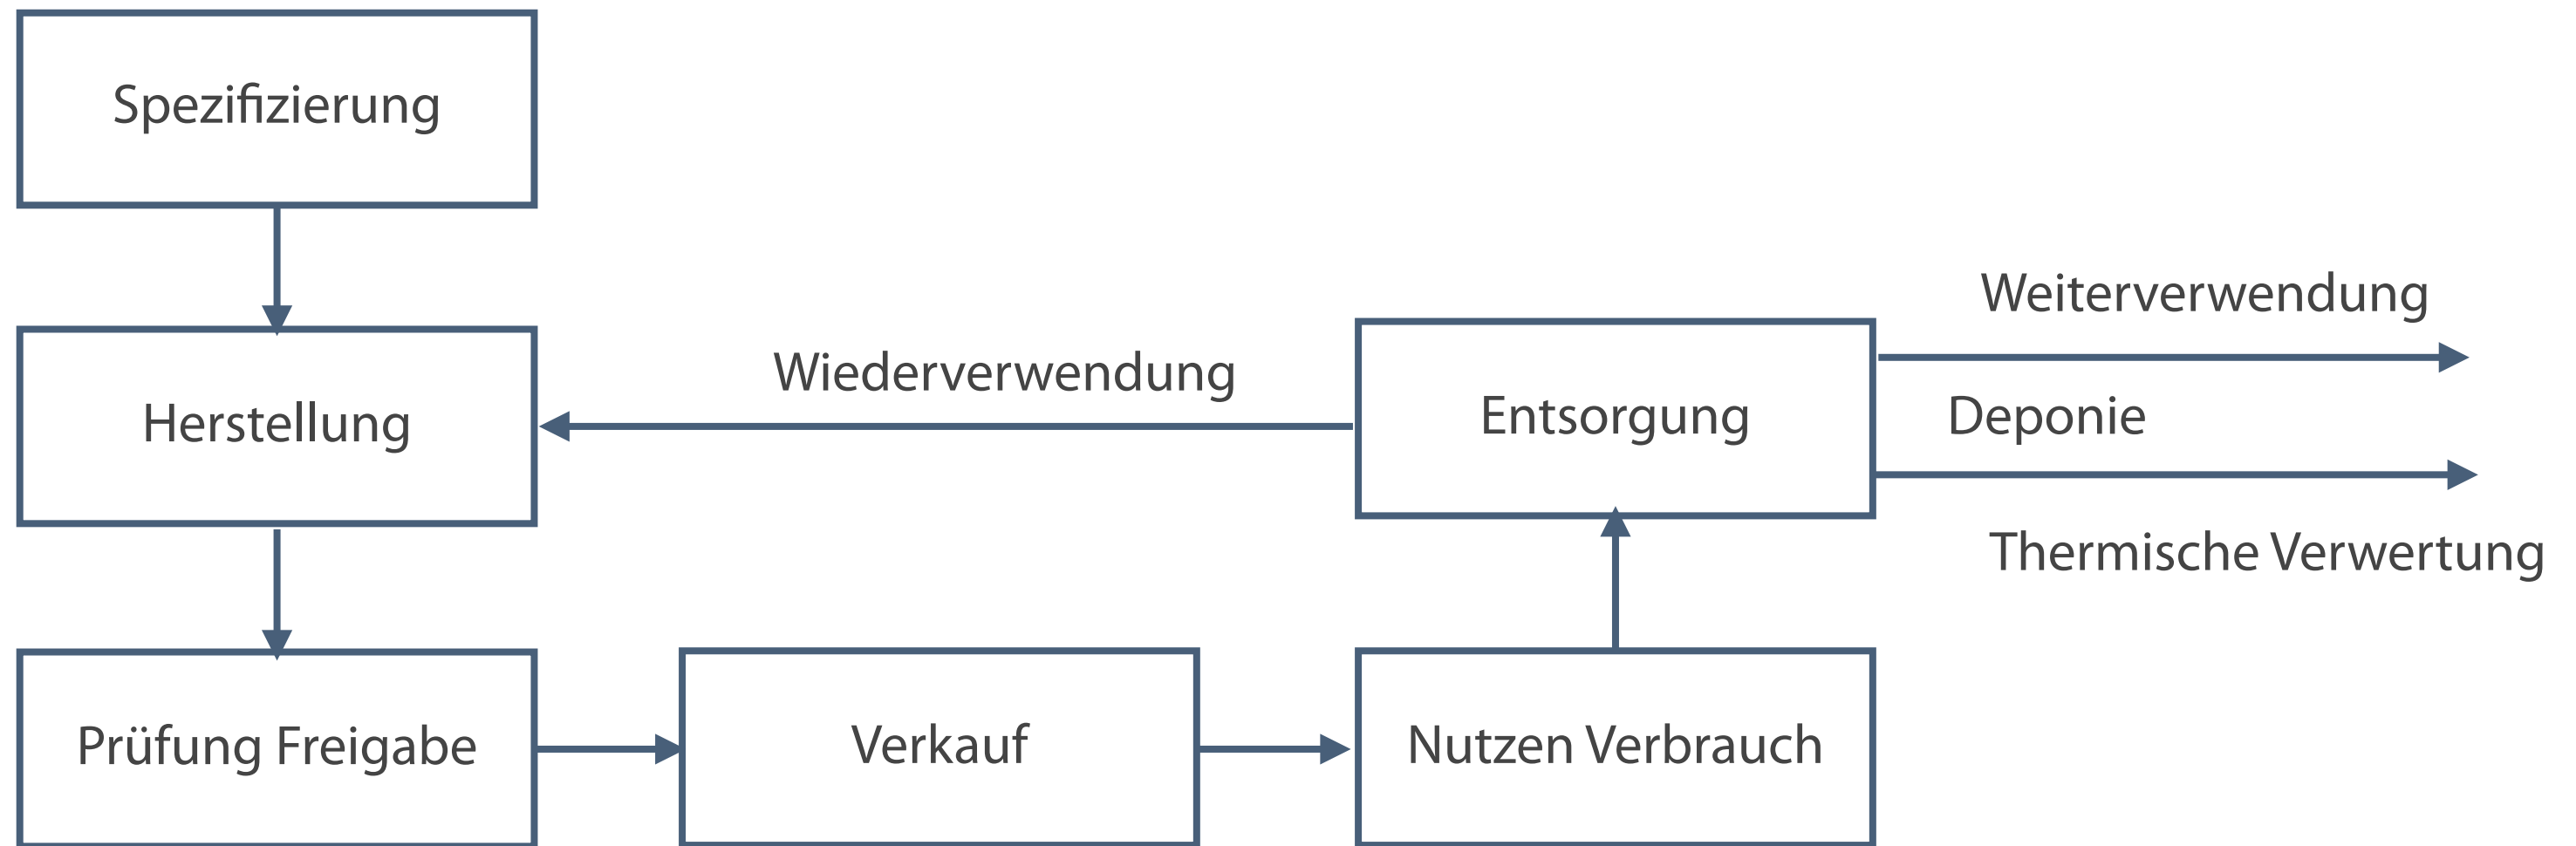 Spezifizierung
Weiterverwendung
Wiederverwendung
Herstellung
Entsorgung
Deponie
Thermische Verwertung
Prüfung Freigabe
Verkauf
Nutzen Verbrauch